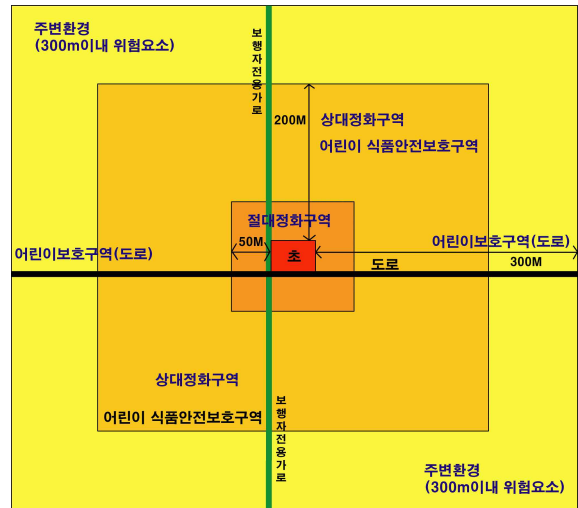 주변환경
(300m이내 위험요소)
보행자전용가로
200M
상대정화구역
어린이 식품안전보호구역
절대정화구역
50M
초
어린이보호구역(도로)
어린이보호구역(도로)
300M
도로
상대정화구역
어린이 식품안전보호구역
보행자전용가로
주변환경
(300m이내 위험요소)